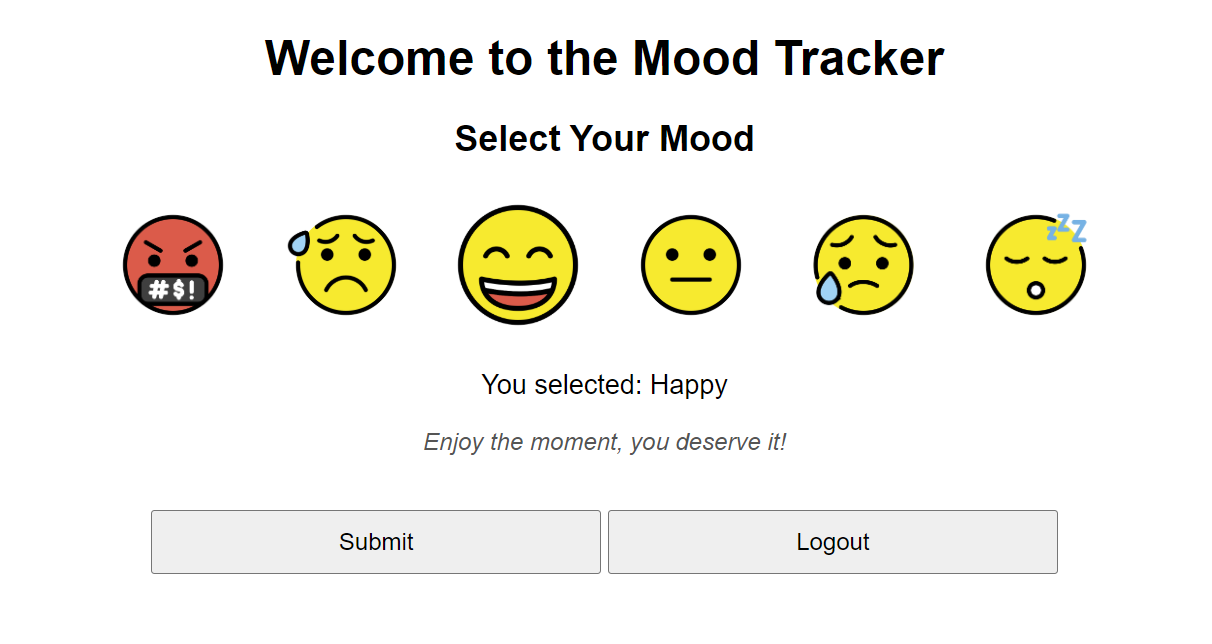 Welcome to the Mood Tracker
Select Your Mood
#$!
zzZ
You selected: Happy
Enjoy the moment, you deserve it!
Submit Logout